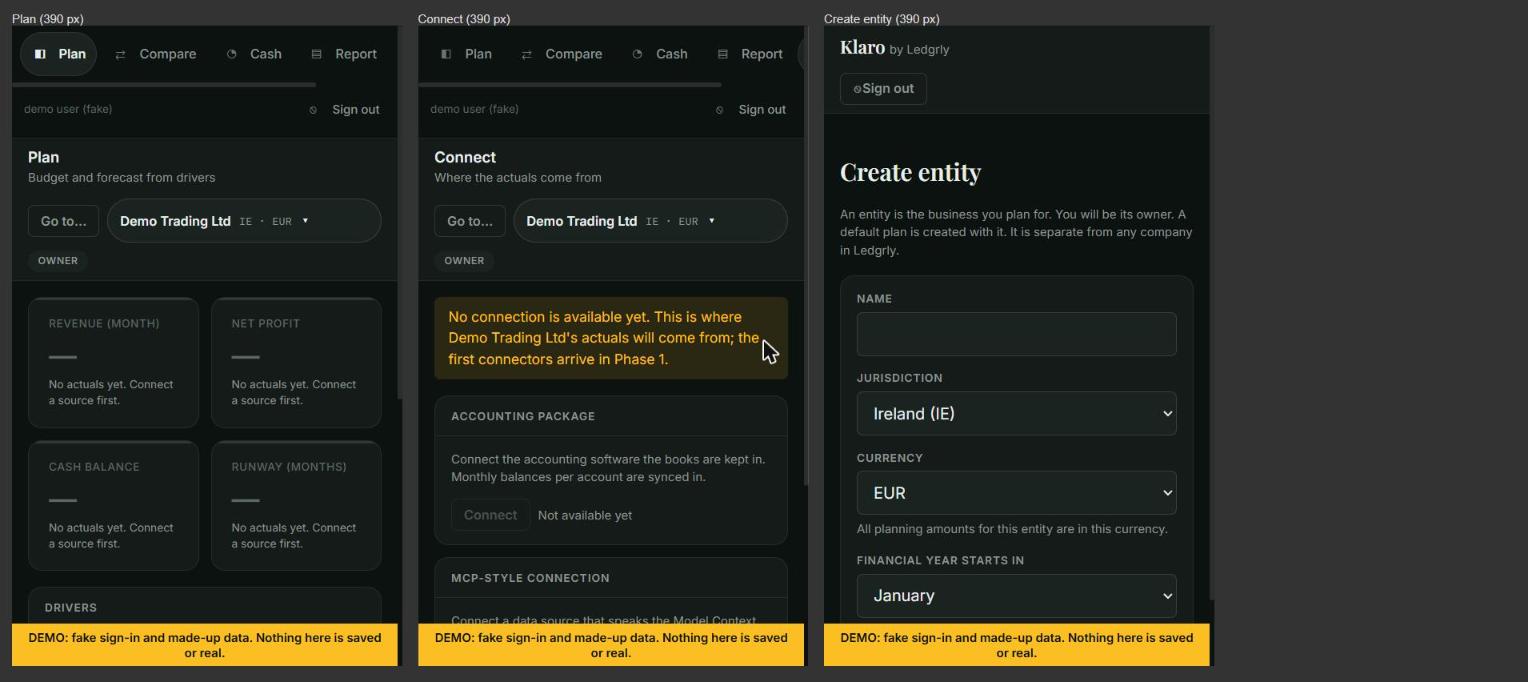 Plan (390 px)
Plan
Compare
Cash
Report
demo user (fake)
Sign out
Plan
Budget and forecast from drivers
Go to...
Demo Trading Ltd IE · EUR ▾
OWNER
REVENUE (MONTH)
—
No actuals yet. Connect
a source first.
NET PROFIT
—
No actuals yet. Connect
a source first.
CASH BALANCE
—
No actuals yet. Connect
a source first.
RUNWAY (MONTHS)
—
No actuals yet. Connect
a source first.
DRIVERS
DEMO: fake sign-in and made-up data. Nothing here is saved
or real.
Connect (390 px)
Plan
Compare
Cash
Report
demo user (fake)
Sign out
Connect
Where the actuals come from
Go to...
Demo Trading Ltd IE · EUR ▾
OWNER
No connection is available yet. This is where
Demo Trading Ltd's actuals will come from; the
first connectors arrive in Phase 1.
ACCOUNTING PACKAGE
Connect the accounting software the books are kept in.
Monthly balances per account are synced in.
Connect
Not available yet
MCP-STYLE CONNECTION
Connect a data source that speaks the Model Context
DEMO: fake sign-in and made-up data. Nothing here is saved
or real.
Create entity (390 px)
Klaro by Ledgrly
Sign out
Create entity
An entity is the business you plan for. You will be its owner. A
default plan is created with it. It is separate from any company
in Ledgrly.
NAME
JURISDICTION
Ireland (IE)
CURRENCY
EUR
All planning amounts for this entity are in this currency.
FINANCIAL YEAR STARTS IN
January
DEMO: fake sign-in and made-up data. Nothing here is saved
or real.